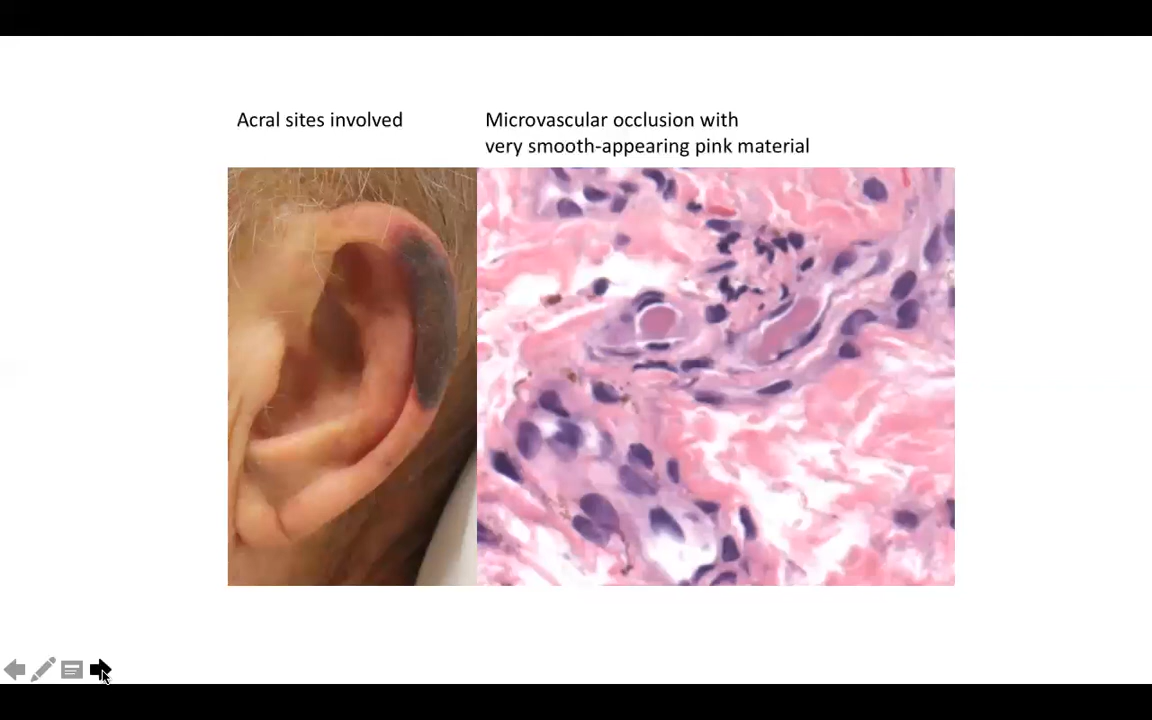 Acral sites involved
Microvascular occlusion with
very smooth-appearing pink material